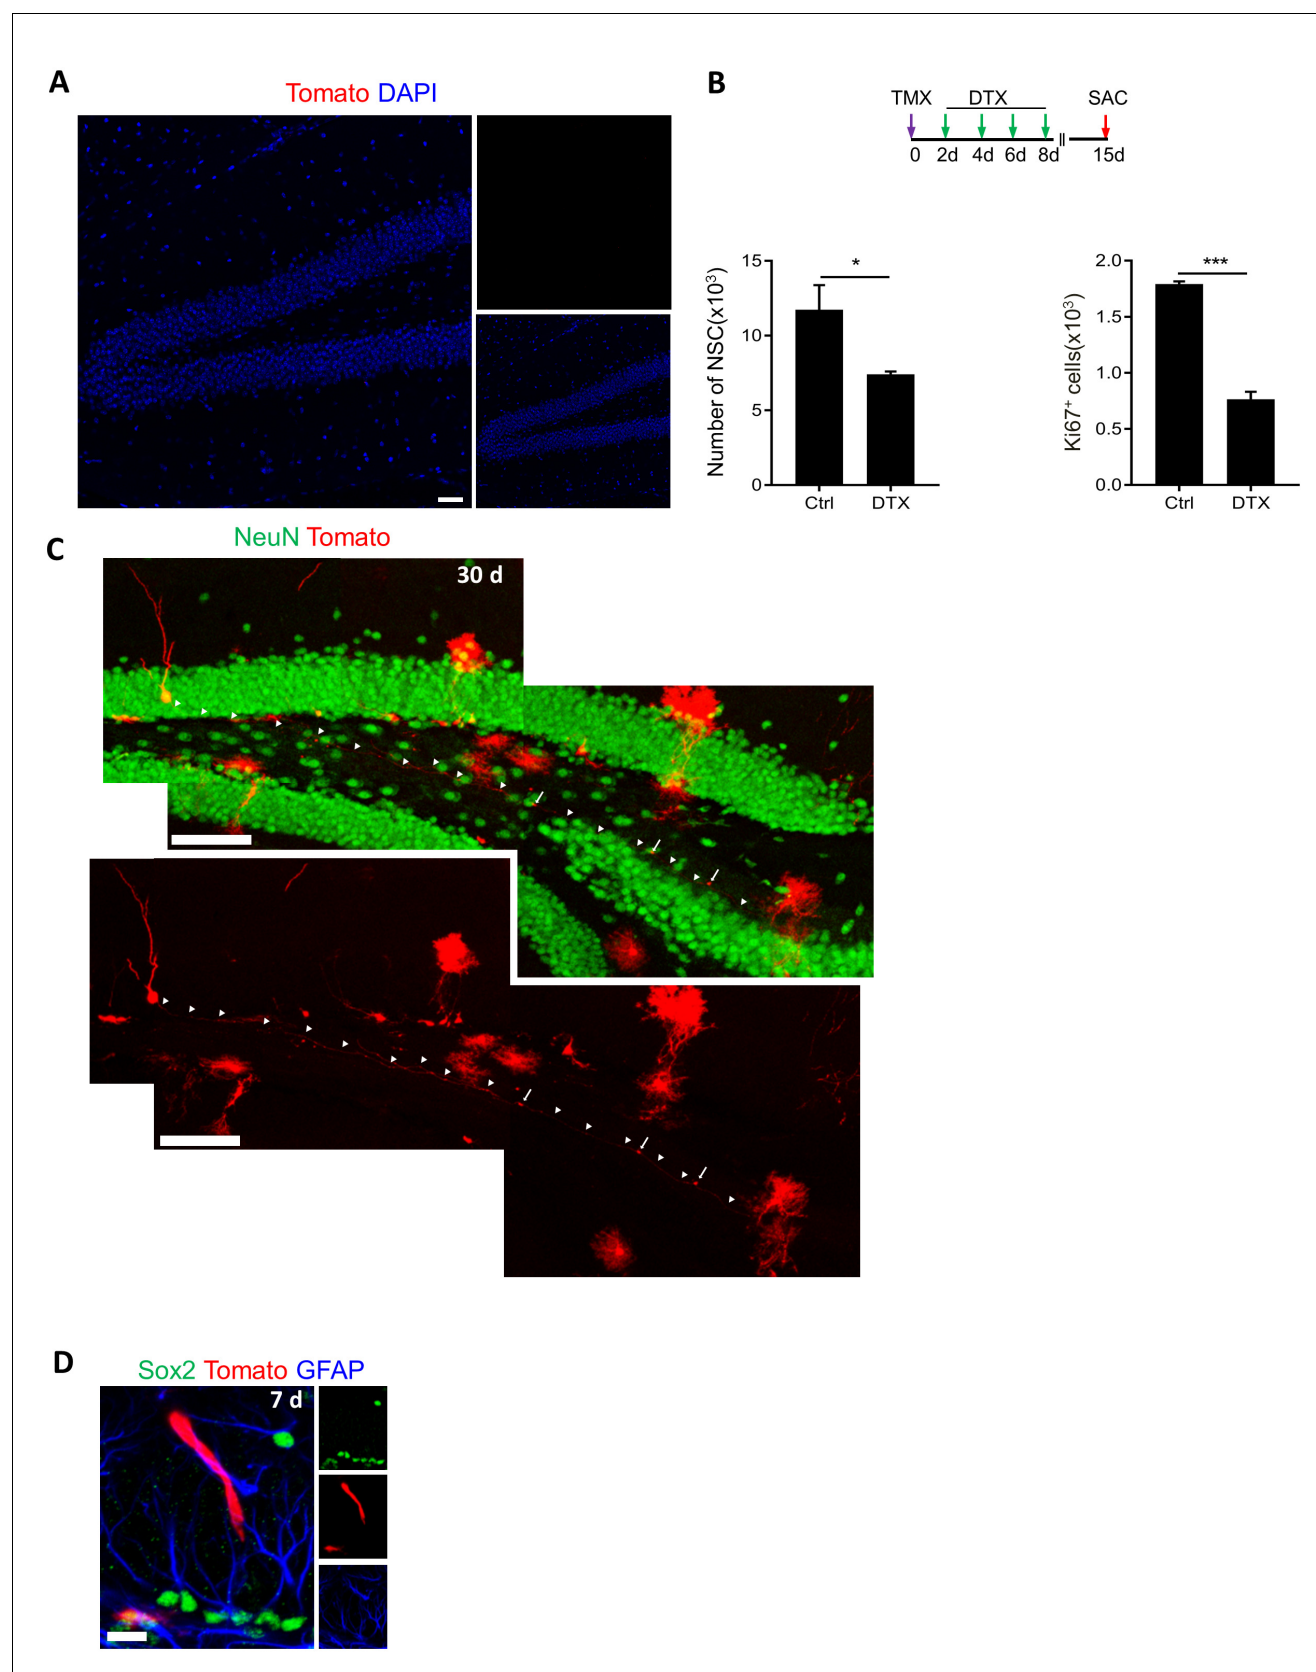 A
Tomato DAPI
B
TMX DTX SAC
0 2d 4d 6d 8d 15d
Number of NSC(x10³)
15
10
5
0
*
Ctrl DTX
Ki67⁺ cells(x10³)
2.0
1.5
1.0
0.5
0.0
***
Ctrl DTX
C
NeuN Tomato
30 d
D
Sox2 Tomato GFAP
7 d